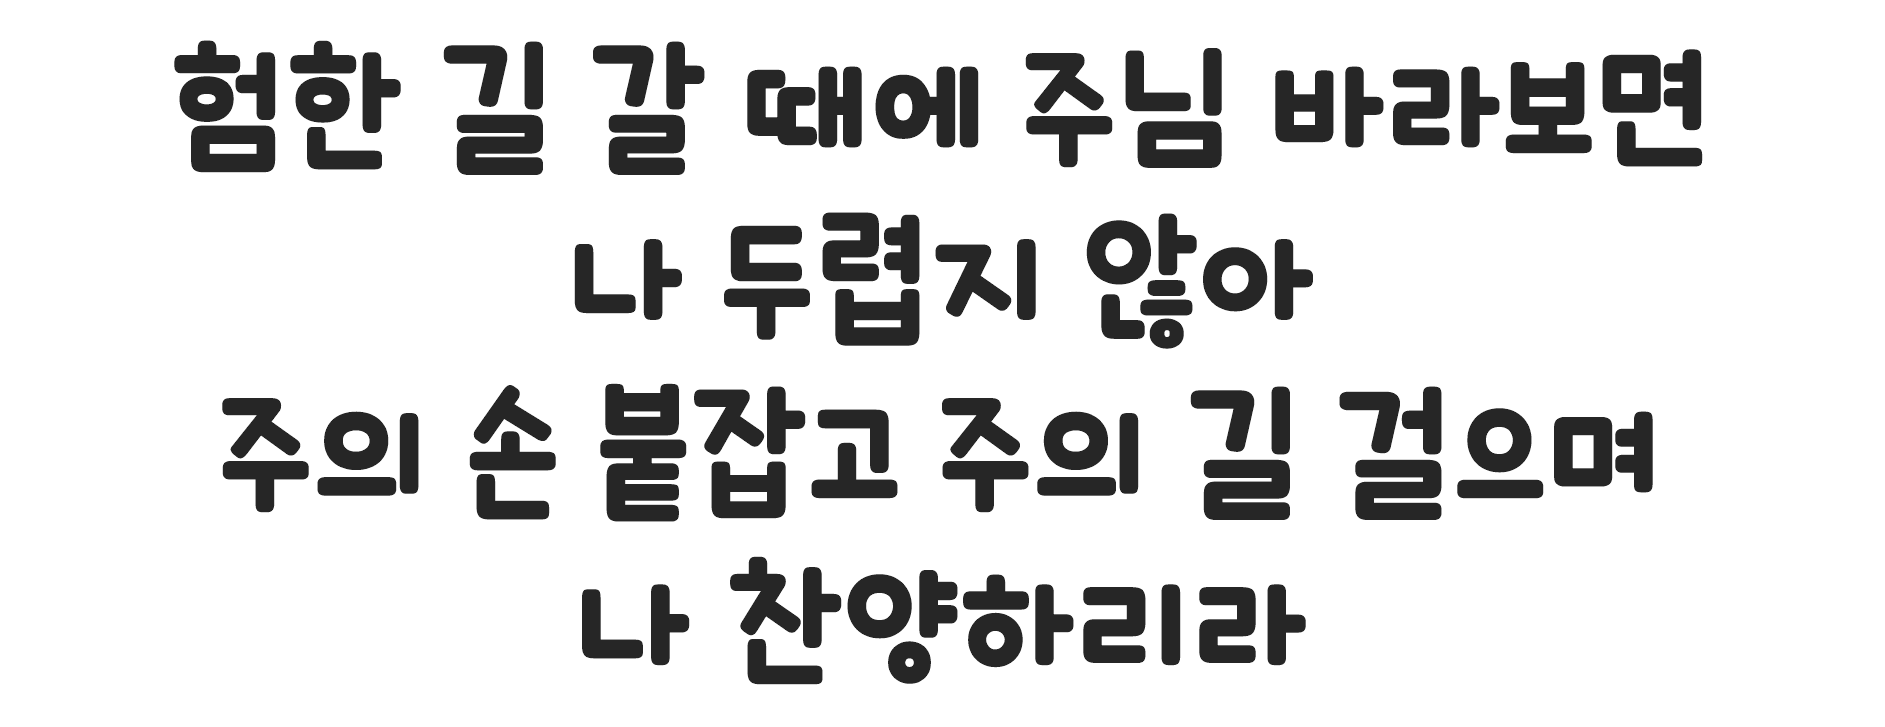 험한 길 갈 때에 주님 바라보면
나 두렵지 않아
주의 손 붙잡고 주의 길 걸으며
나 찬양하리라